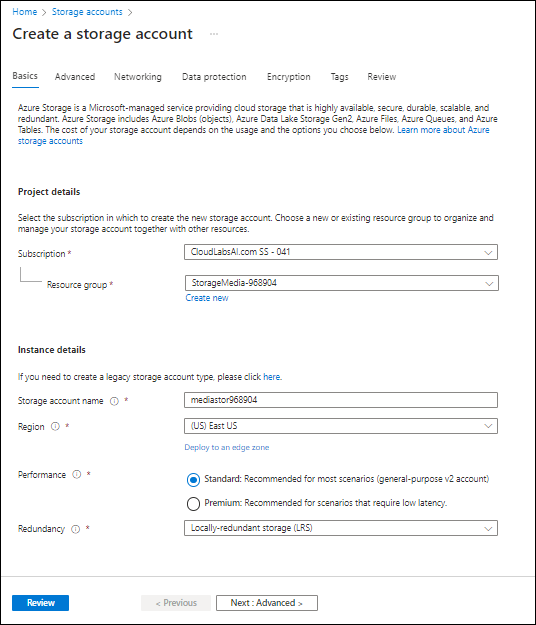 Home > Storage accounts >
Create a storage account ...
Basics Advanced Networking Data protection Encryption Tags Review
Azure Storage is a Microsoft-managed service providing cloud storage that is highly available, secure, durable, scalable, and
redundant. Azure Storage includes Azure Blobs (objects), Azure Data Lake Storage Gen2, Azure Files, Azure Queues, and Azure
Tables. The cost of your storage account depends on the usage and the options you choose below. Learn more about Azure
storage accounts
Project details
Select the subscription in which to create the new storage account. Choose a new or existing resource group to organize and
manage your storage account together with other resources.
Subscription * CloudLabsAI.com SS - 041
Resource group * StorageMedia-968904
Create new
Instance details
If you need to create a legacy storage account type, please click here.
Storage account name * mediastor968904
Region * (US) East US
Deploy to an edge zone
Performance * Standard: Recommended for most scenarios (general-purpose v2 account)
Premium: Recommended for scenarios that require low latency.
Redundancy * Locally-redundant storage (LRS)
Review < Previous Next : Advanced >